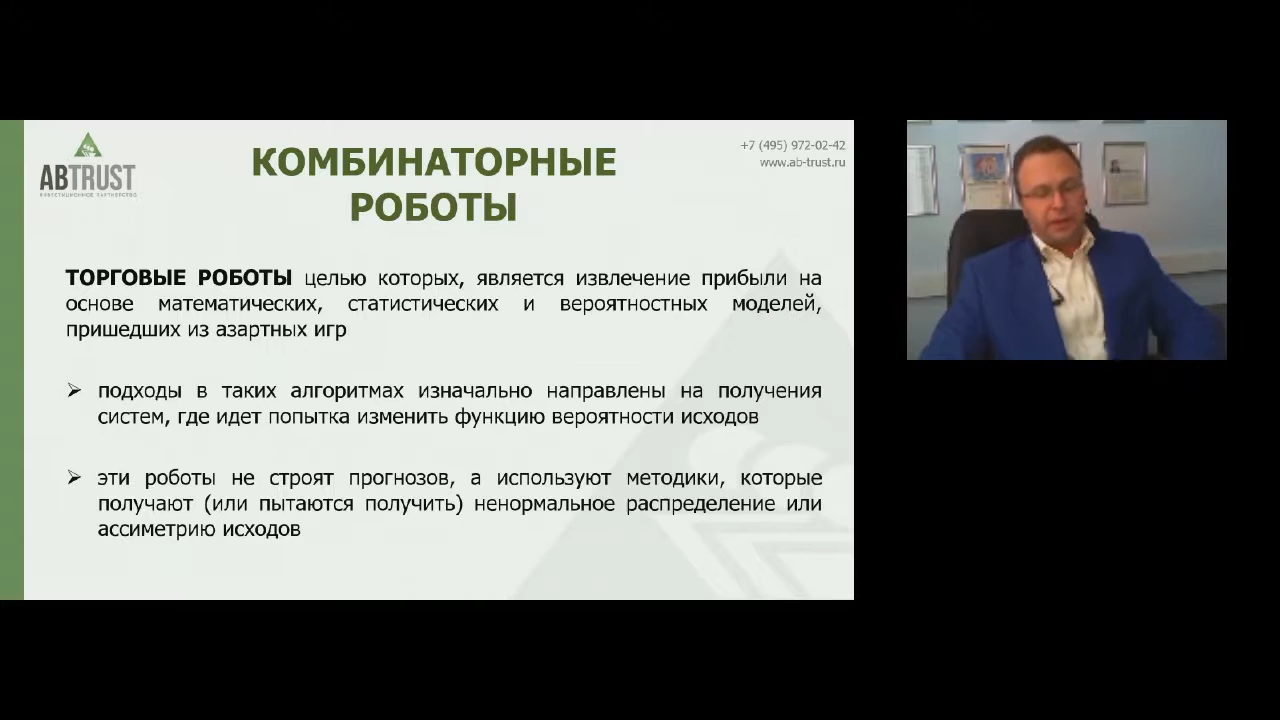 ABTRUST
ИНВЕСТИЦИОННОЕ ПАРТНЕРСТВО
+7 (495) 972-02-42
www.ab-trust.ru
КОМБИНАТОРНЫЕ
РОБОТЫ
ТОРГОВЫЕ РОБОТЫ целью которых, является извлечение прибыли на
основе математических, статистических и вероятностных моделей,
пришедших из азартных игр
подходы в таких алгоритмах изначально направлены на получения
систем, где идет попытка изменить функцию вероятности исходов
эти роботы не строят прогнозов, а используют методики, которые
получают (или пытаются получить) ненормальное распределение или
ассиметрию исходов